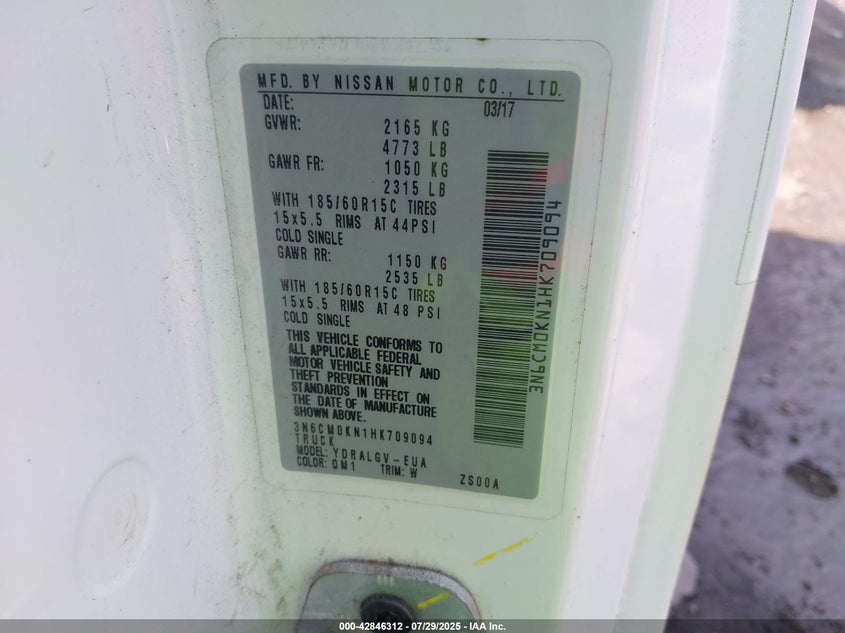 MFD. BY NISSAN MOTOR CO., LTD.
DATE: 03/17
GVWR: 2165 KG
4773 LB
GAWR FR: 1050 KG
2315 LB
WITH 185/60R15C TIRES
15x5.5 RIMS AT 44PSI
COLD SINGLE
GAWR RR: 1150 KG
2535 LB
WITH 185/60R15C TIRES
15x5.5 RIMS AT 48 PSI
COLD SINGLE
THIS VEHICLE CONFORMS TO
ALL APPLICABLE FEDERAL
MOTOR VEHICLE SAFETY AND
THEFT PREVENTION
STANDARDS IN EFFECT ON
THE DATE OF MANUFACTURE
SHOWN ABOVE.
3N6CM0KN1HK709094
TRUCK
MODEL: YDRALGV-EUA
COLOR: QM1 TRIM: W ZS00A
3N6CM0KN1HK709094
000-42846312 - 07/29/2025 - IAA Inc.